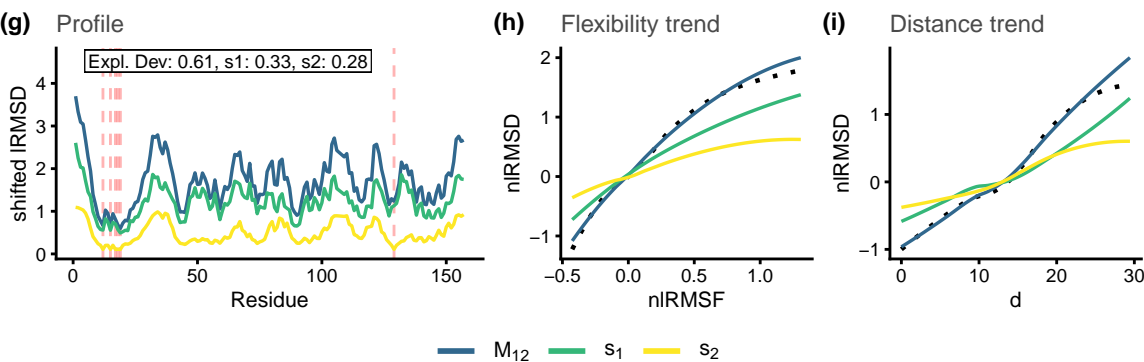 (g) Profile
Expl. Dev: 0.61, s1: 0.33, s2: 0.28
shifted lRMSD
4
3
2
1
0
0 50 100 150
Residue
(h) Flexibility trend
nlRMSD
2
1
0
−1
−0.5 0.0 0.5 1.0
nlRMSF
(i) Distance trend
nlRMSD
1
0
−1
0 10 20 30
d
M12 s1 s2